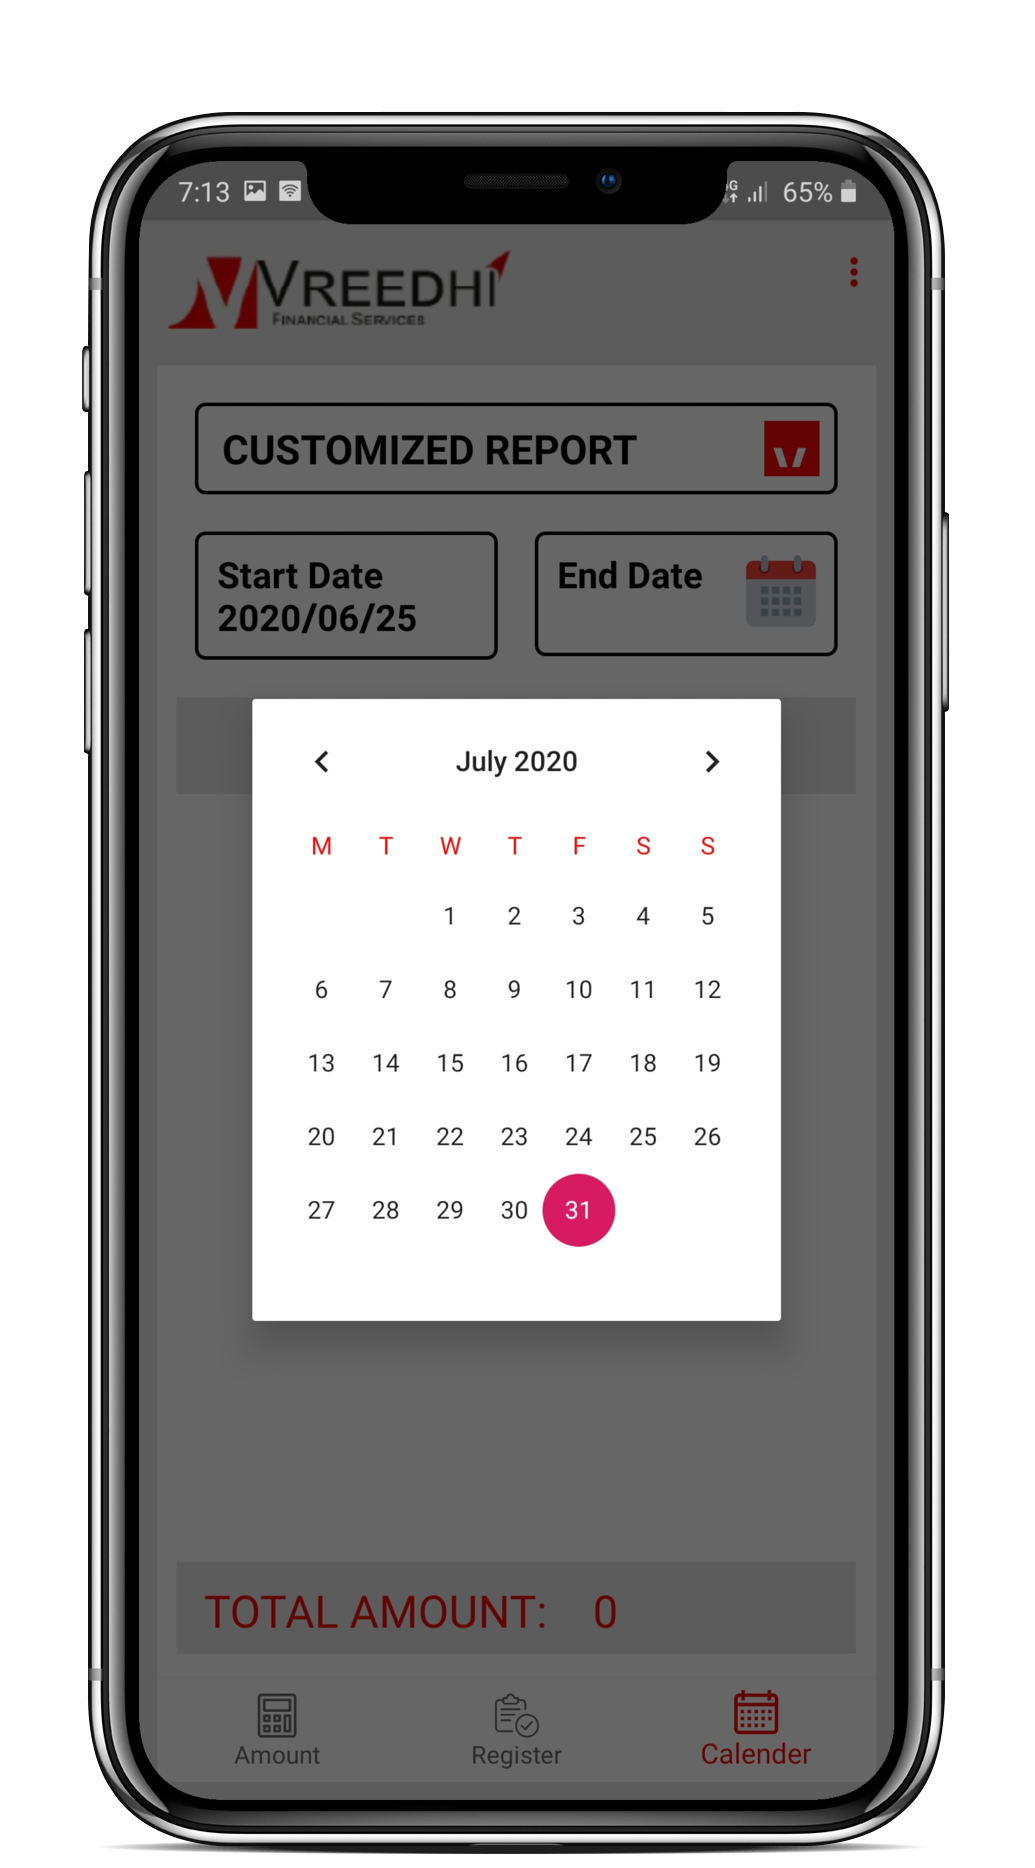 7:13 65%
VREEDHI
FINANCIAL SERVICES
CUSTOMIZED REPORT
Start Date
2020/06/25
End Date
July 2020
M T W T F S S
1 2 3 4 5
6 7 8 9 10 11 12
13 14 15 16 17 18 19
20 21 22 23 24 25 26
27 28 29 30 31
TOTAL AMOUNT: 0
Amount Register Calender